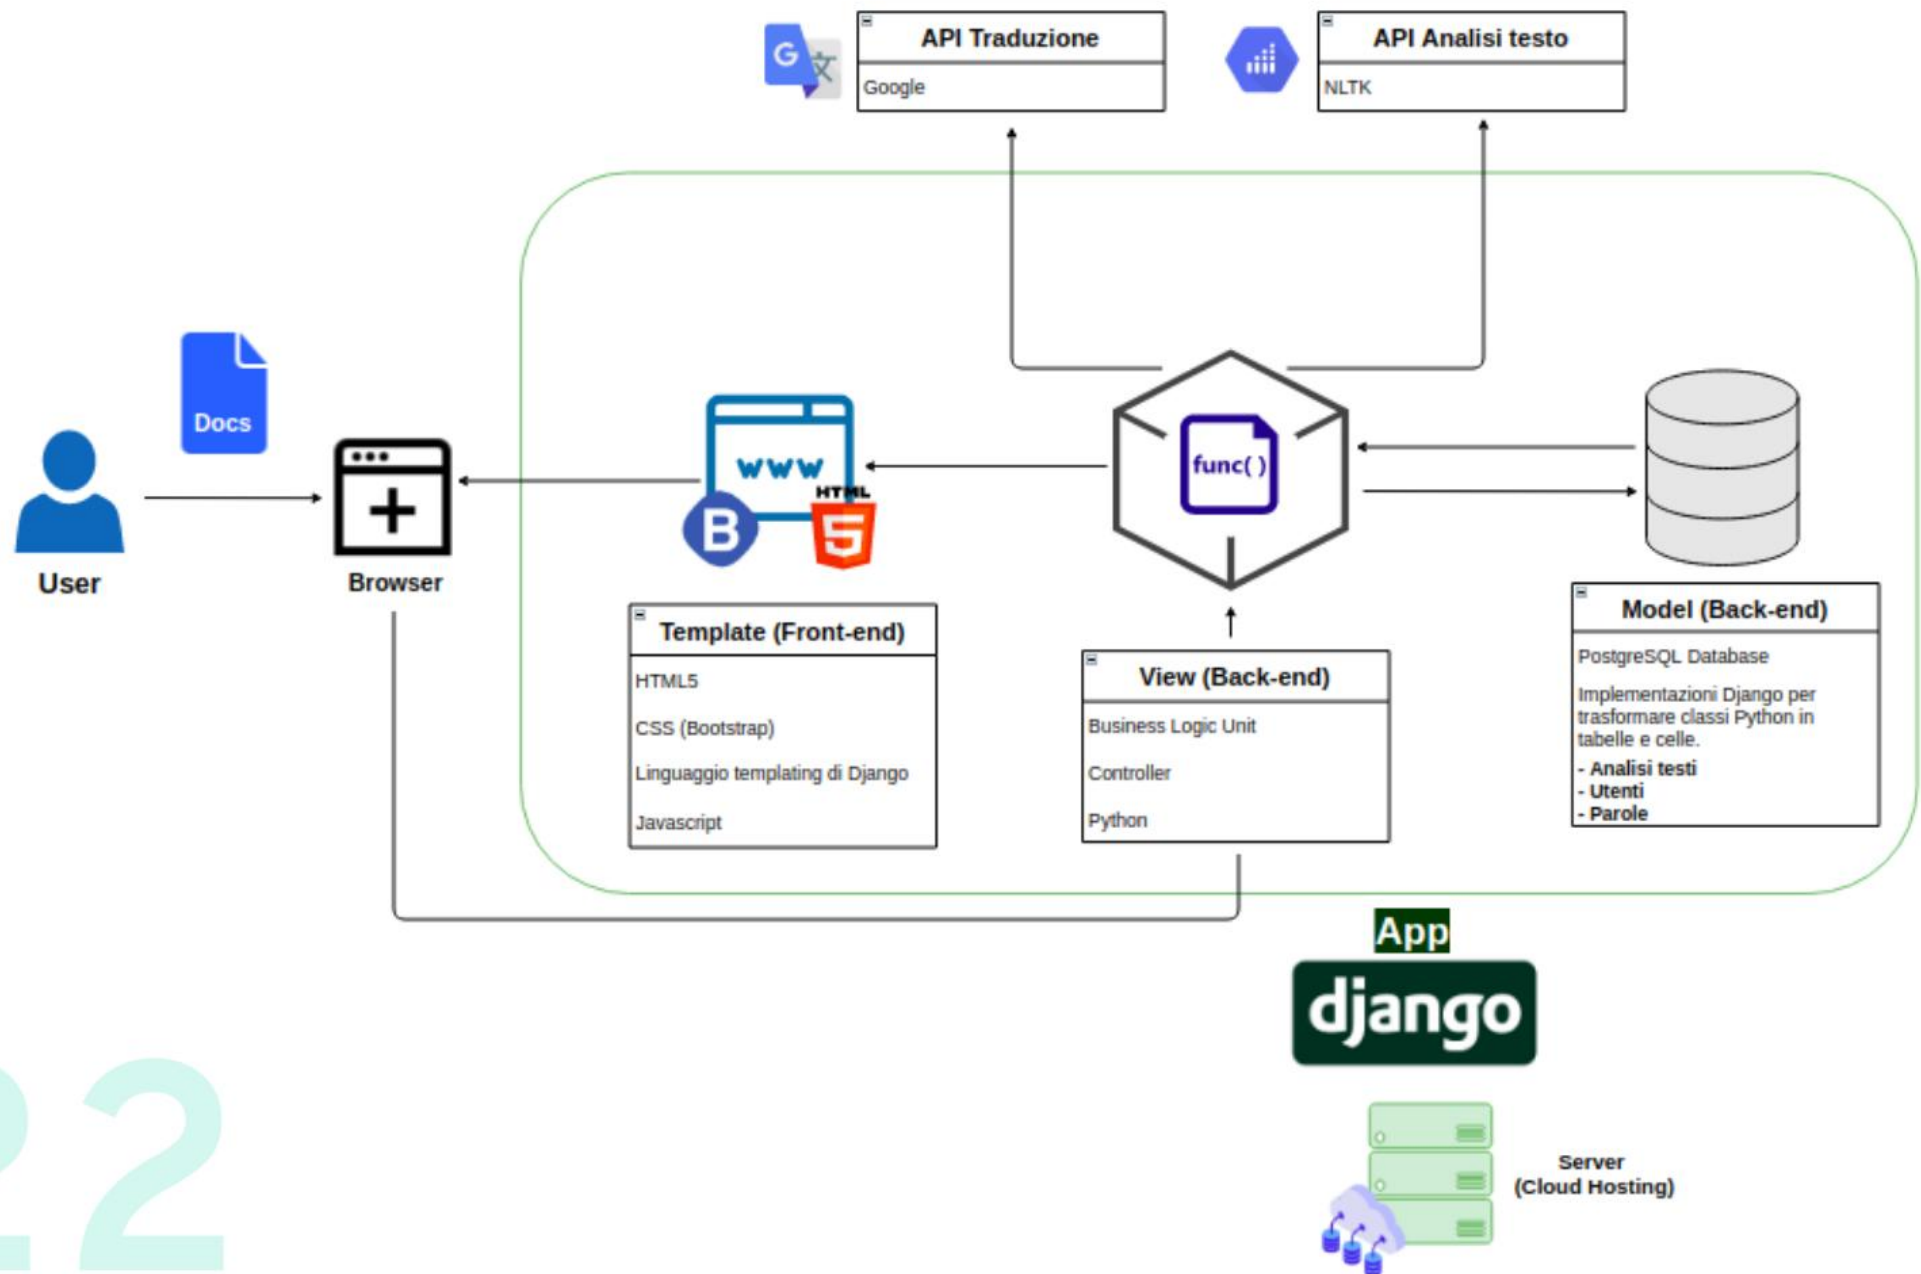 API Traduzione
Google
API Analisi testo
NLTK
G
文
Docs
User
Browser
www
B
HTML
5
func( )
Template (Front-end)
HTML5
CSS (Bootstrap)
Linguaggio templating di Django
Javascript
View (Back-end)
Business Logic Unit
Controller
Python
Model (Back-end)
PostgreSQL Database
Implementazioni Django per
trasformare classi Python in
tabelle e celle.
- Analisi testi
- Utenti
- Parole
App
django
Server
(Cloud Hosting)
22